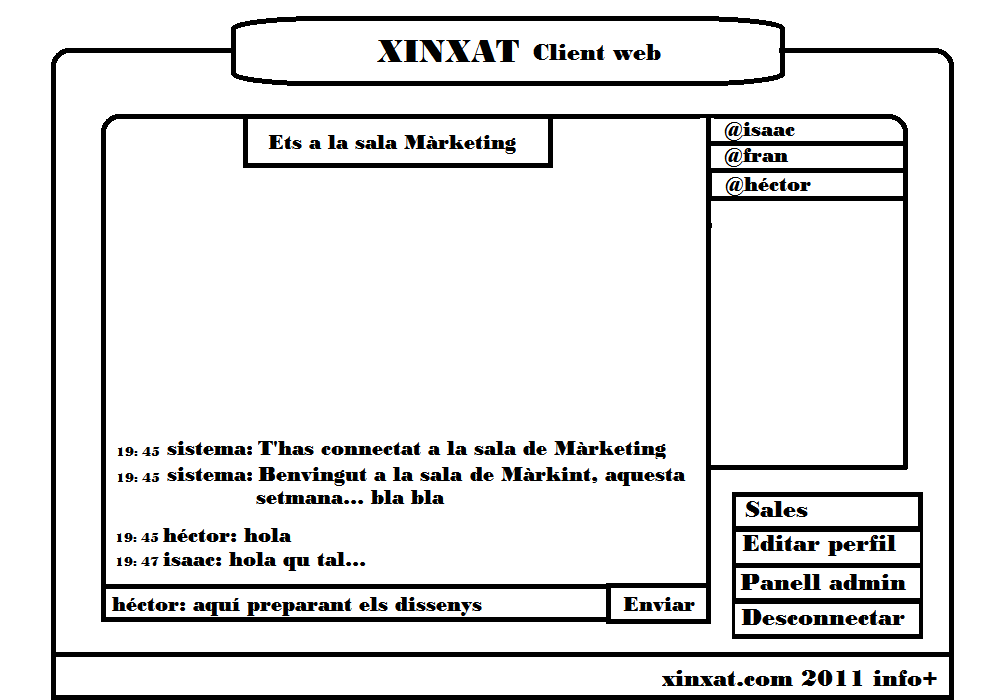 XINXAT Client web
Ets a la sala Màrketing
@isaac
@fran
@héctor
19:45 sistema: T'has connectat a la sala de Màrketing
19:45 sistema: Benvingut a la sala de Màrkint, aquesta
setmana... bla bla
19:45 héctor: hola
19:47 isaac: hola qu tal...
héctor: aquí preparant els dissenys
Enviar
Sales
Editar perfil
Panell admin
Desconnectar
xinxat.com 2011 info+